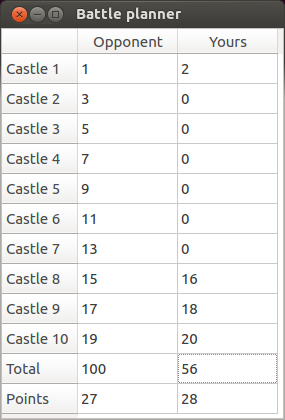 Battle planner
Opponent Yours
Castle 1 1 2
Castle 2 3 0
Castle 3 5 0
Castle 4 7 0
Castle 5 9 0
Castle 6 11 0
Castle 7 13 0
Castle 8 15 16
Castle 9 17 18
Castle 10 19 20
Total 100 56
Points 27 28